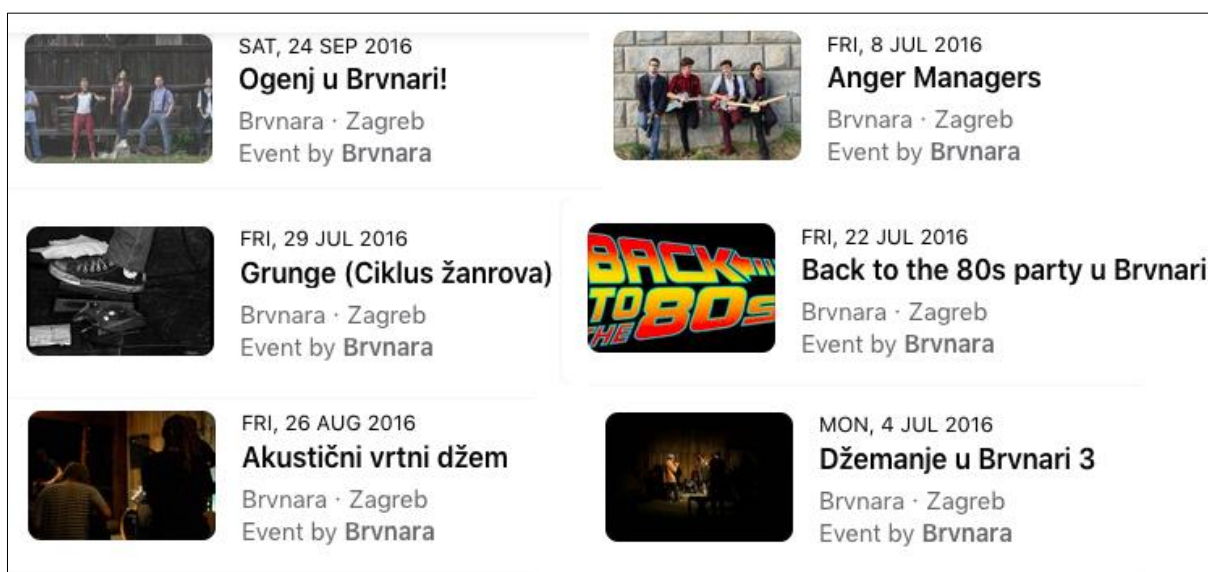 SAT, 24 SEP 2016
Ogenj u Brvnari!
Brvnara · Zagreb
Event by Brvnara
FRI, 8 JUL 2016
Anger Managers
Brvnara · Zagreb
Event by Brvnara
FRI, 29 JUL 2016
Grunge (Ciklus žanrova)
Brvnara · Zagreb
Event by Brvnara
BACK
TO
THE 80s
FRI, 22 JUL 2016
Back to the 80s party u Brvnari
Brvnara · Zagreb
Event by Brvnara
FRI, 26 AUG 2016
Akustični vrtni džem
Brvnara · Zagreb
Event by Brvnara
MON, 4 JUL 2016
Džemanje u Brvnari 3
Brvnara · Zagreb
Event by Brvnara